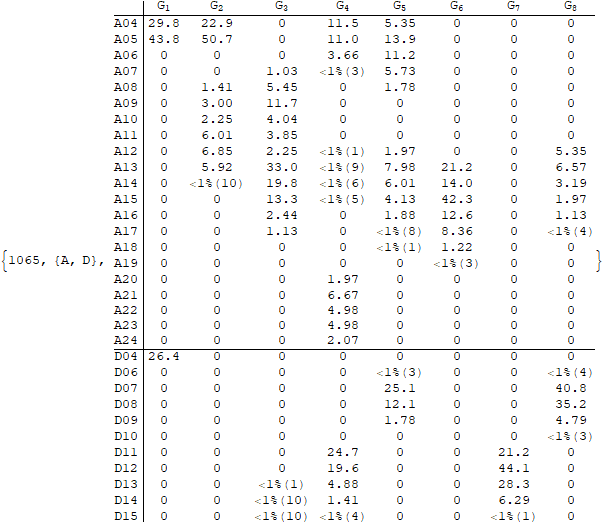 G₁ G₂ G₃ G₄ G₅ G₆ G₇ G₈
A04 29.8 22.9 0 11.5 5.35 0 0 0
A05 43.8 50.7 0 11.0 13.9 0 0 0
A06 0 0 0 3.66 11.2 0 0 0
A07 0 0 1.03 <1%(3) 5.73 0 0 0
A08 0 1.41 5.45 0 1.78 0 0 0
A09 0 3.00 11.7 0 0 0 0 0
A10 0 2.25 4.04 0 0 0 0 0
A11 0 6.01 3.85 0 0 0 0 0
A12 0 6.85 2.25 <1%(1) 1.97 0 0 5.35
A13 0 5.92 33.0 <1%(9) 7.98 21.2 0 6.57
A14 0 <1%(10) 19.8 <1%(6) 6.01 14.0 0 3.19
A15 0 0 13.3 <1%(5) 4.13 42.3 0 1.97
A16 0 0 2.44 0 1.88 12.6 0 1.13
A17 0 0 1.13 0 <1%(8) 8.36 0 <1%(4)
A18 0 0 0 0 <1%(1) 1.22 0 0
{1065, {A, D}, A19 0 0 0 0 0 <1%(3) 0 0 }
A20 0 0 0 1.97 0 0 0 0
A21 0 0 0 6.67 0 0 0 0
A22 0 0 0 4.98 0 0 0 0
A23 0 0 0 4.98 0 0 0 0
A24 0 0 0 2.07 0 0 0 0
D04 26.4 0 0 0 0 0 0 0
D06 0 0 0 0 <1%(3) 0 0 <1%(4)
D07 0 0 0 0 25.1 0 0 40.8
D08 0 0 0 0 12.1 0 0 35.2
D09 0 0 0 0 1.78 0 0 4.79
D10 0 0 0 0 0 0 0 <1%(3)
D11 0 0 0 24.7 0 0 21.2 0
D12 0 0 0 19.6 0 0 44.1 0
D13 0 0 <1%(1) 4.88 0 0 28.3 0
D14 0 0 <1%(10) 1.41 0 0 6.29 0
D15 0 0 <1%(10) <1%(4) 0 0 <1%(1) 0